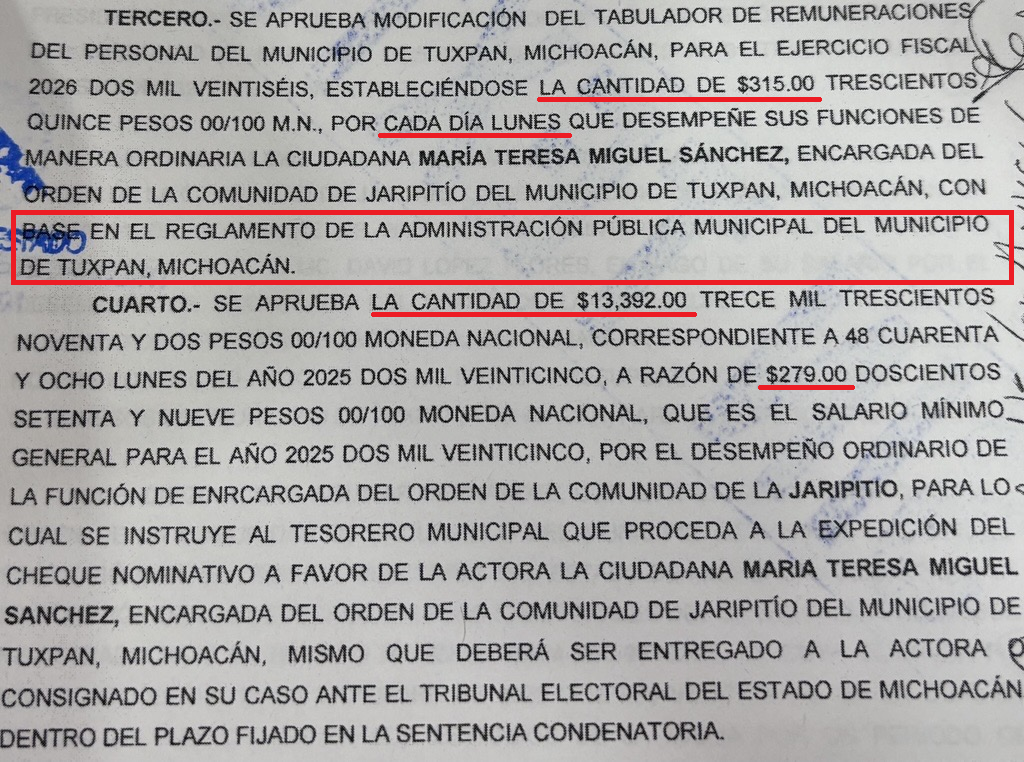 TERCERO.- SE APRUEBA MODIFICACIÓN DEL TABULADOR DE REMUNERACIONES
DEL PERSONAL DEL MUNICIPIO DE TUXPAN, MICHOACÁN, PARA EL EJERCICIO FISCAL
2026 DOS MIL VEINTISÉIS, ESTABLECIÉNDOSE LA CANTIDAD DE $315.00 TRESCIENTOS
QUINCE PESOS 00/100 M.N., POR CADA DÍA LUNES QUE DESEMPEÑE SUS FUNCIONES DE
MANERA ORDINARIA LA CIUDADANA MARÍA TERESA MIGUEL SÁNCHEZ, ENCARGADA DEL
ORDEN DE LA COMUNIDAD DE JARIPITÍO DEL MUNICIPIO DE TUXPAN, MICHOACÁN, CON
BASE EN EL REGLAMENTO DE LA ADMINISTRACIÓN PÚBLICA MUNICIPAL DEL MUNICIPIO
DE TUXPAN, MICHOACÁN.
CUARTO.- SE APRUEBA LA CANTIDAD DE $13,392.00 TRECE MIL TRESCIENTOS
NOVENTA Y DOS PESOS 00/100 MONEDA NACIONAL, CORRESPONDIENTE A 48 CUARENTA
Y OCHO LUNES DEL AÑO 2025 DOS MIL VEINTICINCO, A RAZÓN DE $279.00 DOSCIENTOS
SETENTA Y NUEVE PESOS 00/100 MONEDA NACIONAL, QUE ES EL SALARIO MÍNIMO
GENERAL PARA EL AÑO 2025 DOS MIL VEINTICINCO, POR EL DESEMPEÑO ORDINARIO DE
LA FUNCIÓN DE ENRCARGADA DEL ORDEN DE LA COMUNIDAD DE LA JARIPITIO, PARA LO
CUAL SE INSTRUYE AL TESORERO MUNICIPAL QUE PROCEDA A LA EXPEDICIÓN DEL
CHEQUE NOMINATIVO A FAVOR DE LA ACTORA LA CIUDADANA MARIA TERESA MIGUEL
SANCHEZ, ENCARGADA DEL ORDEN DE LA COMUNIDAD DE JARIPITÍO DEL MUNICIPIO DE
TUXPAN, MICHOACÁN, MISMO QUE DEBERÁ SER ENTREGADO A LA ACTORA O
CONSIGNADO EN SU CASO ANTE EL TRIBUNAL ELECTORAL DEL ESTADO DE MICHOACÁN
DENTRO DEL PLAZO FIJADO EN LA SENTENCIA CONDENATORIA.
ESTADO